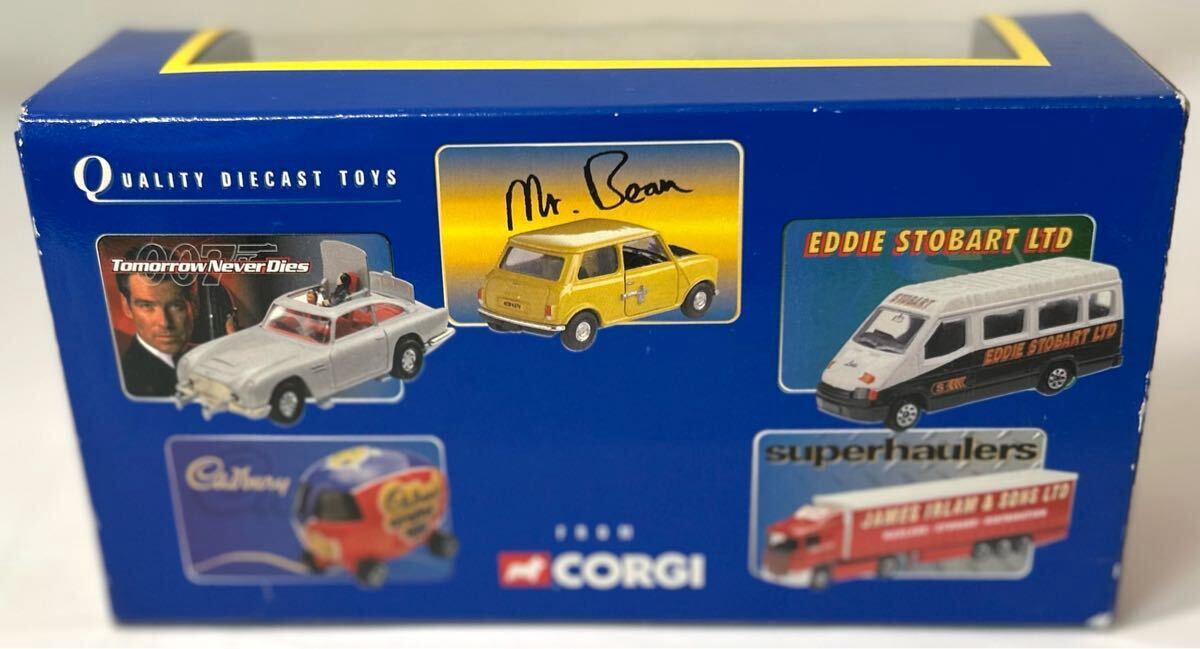 QUALITY DIECAST TOYS
Mr. Bean
007
Tomorrow Never Dies
EDDIE STOBART LTD
STOBART
EDDIE STOBART LTD
Cadbury
superhaulers
JAMES IRLAM & SONS LTD
FROM
CORGI